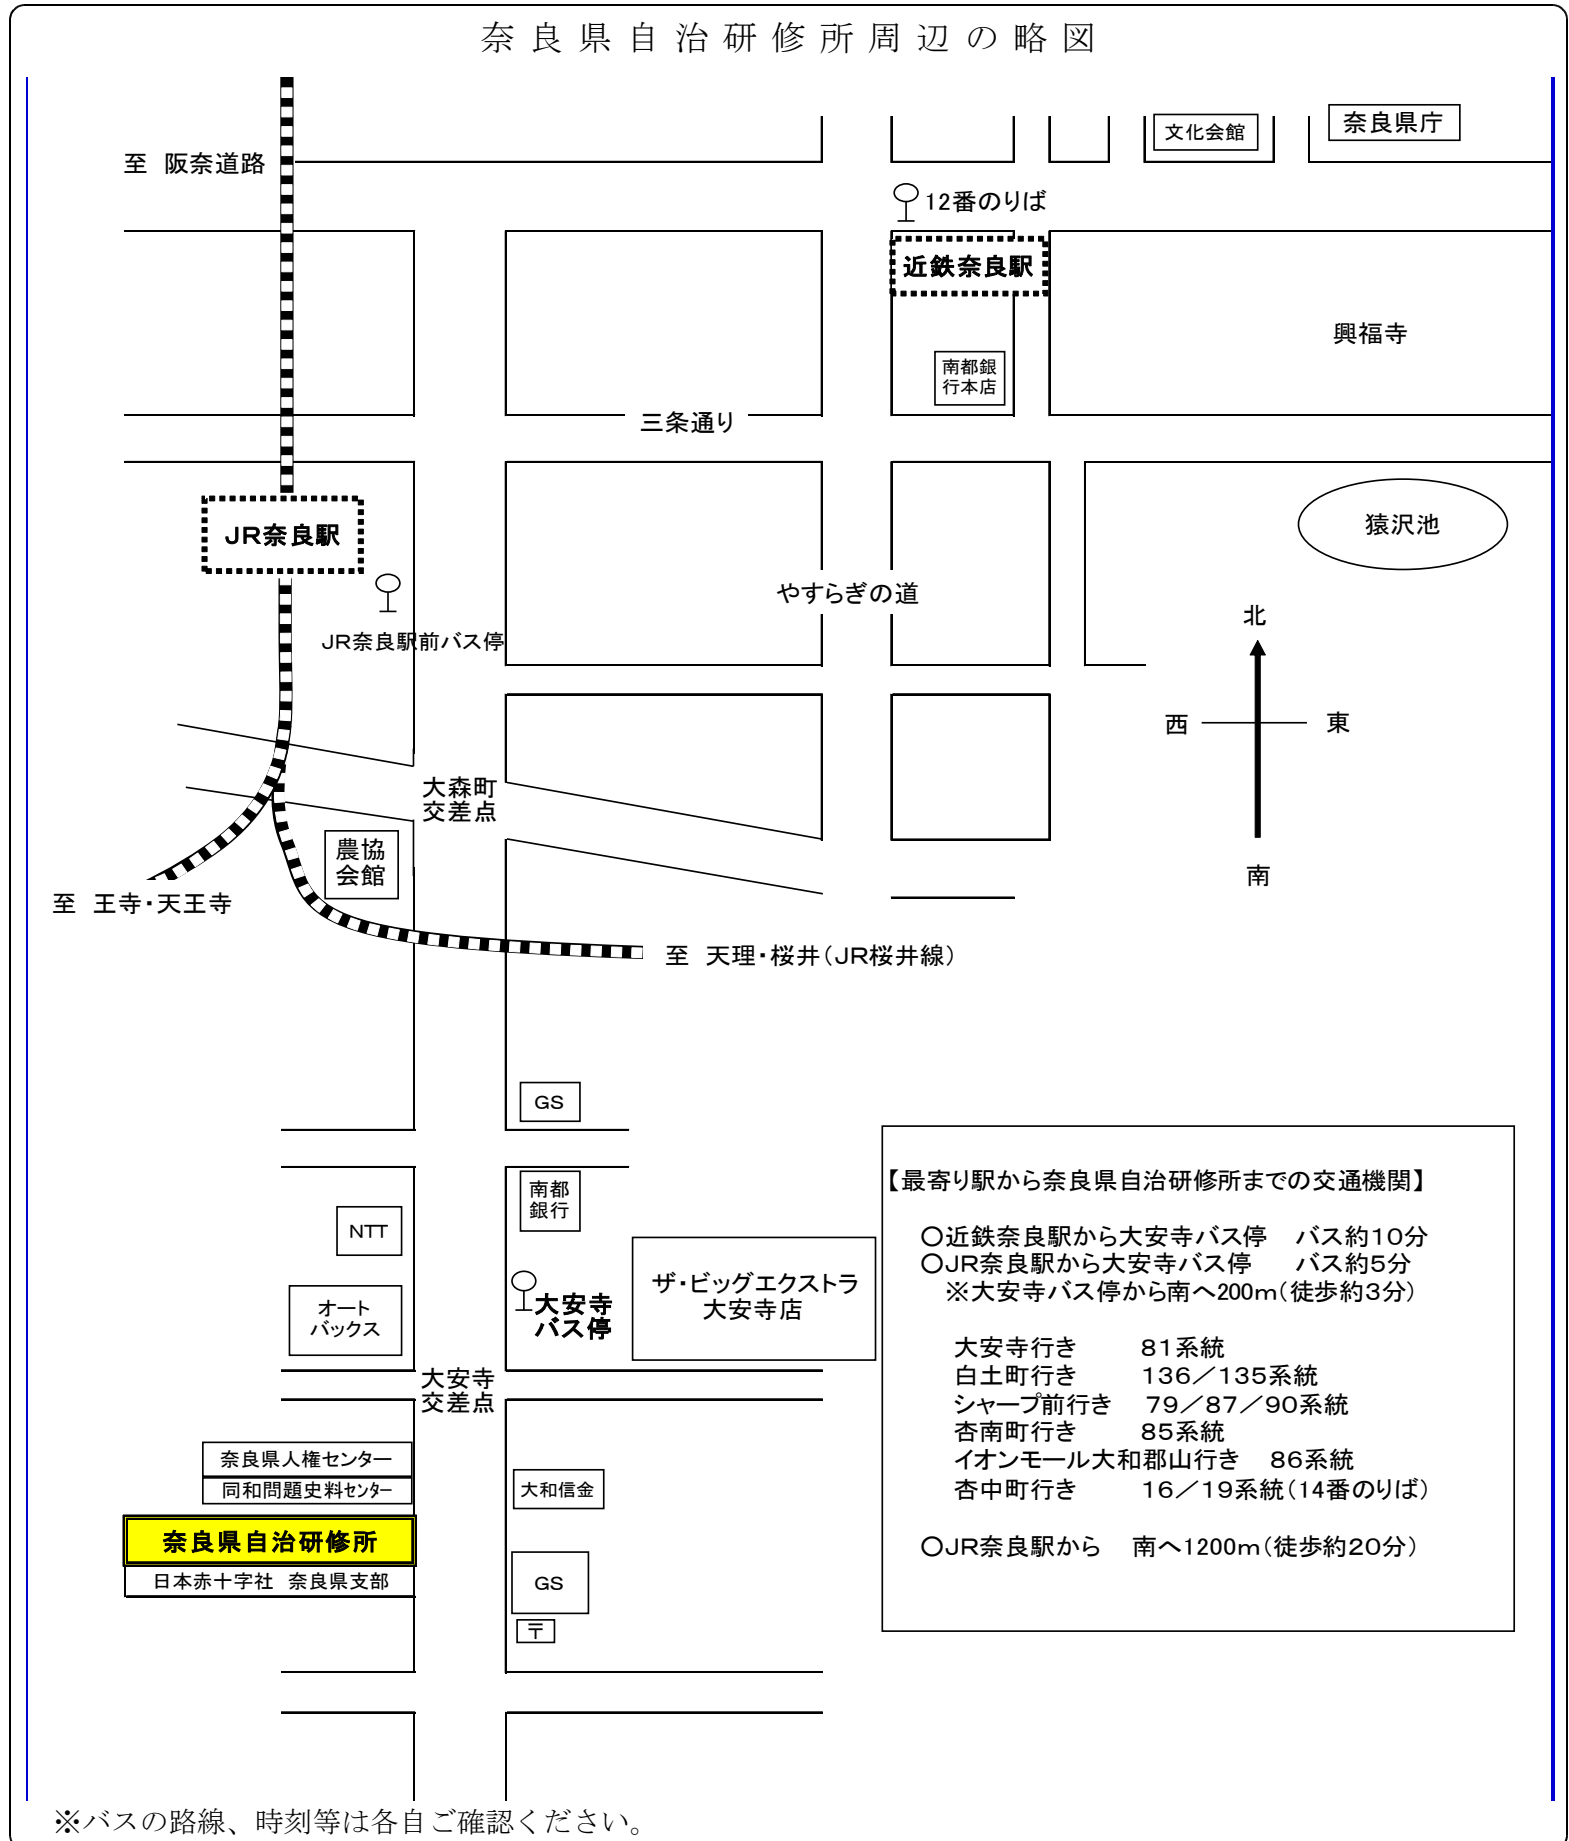 奈良県自治研修所周辺の略図
奈良県庁
文化会館
至 阪奈道路
12番のりば
近鉄奈良駅
興福寺
南都銀
行本店
三条通り
猿沢池
JR奈良駅
やすらぎの道
北
JR奈良駅前バス停
西
東
大森町
交差点
農協
会館
南
至 王寺・天王寺
至 天理・桜井(JR桜井線)
GS
南都
銀行
NTT
ザ・ビッグエクストラ
大安寺店
オート
バックス
大安寺
バス停
大安寺
交差点
奈良県人権センター
同和問題史料センター
大和信金
奈良県自治研修所
日本赤十字社 奈良県支部
GS
〒
【最寄り駅から奈良県自治研修所までの交通機関】
○近鉄奈良駅から大安寺バス停 バス約10分
○JR奈良駅から大安寺バス停 バス約5分
※大安寺バス停から南へ200m(徒歩約3分)
大安寺行き 81系統
白土町行き 136/135系統
シャープ前行き 79/87/90系統
杏南町行き 85系統
イオンモール大和郡山行き 86系統
杏中町行き 16/19系統(14番のりば)
○JR奈良駅から 南へ1200m(徒歩約20分)
※バスの路線、時刻等は各自ご確認ください。